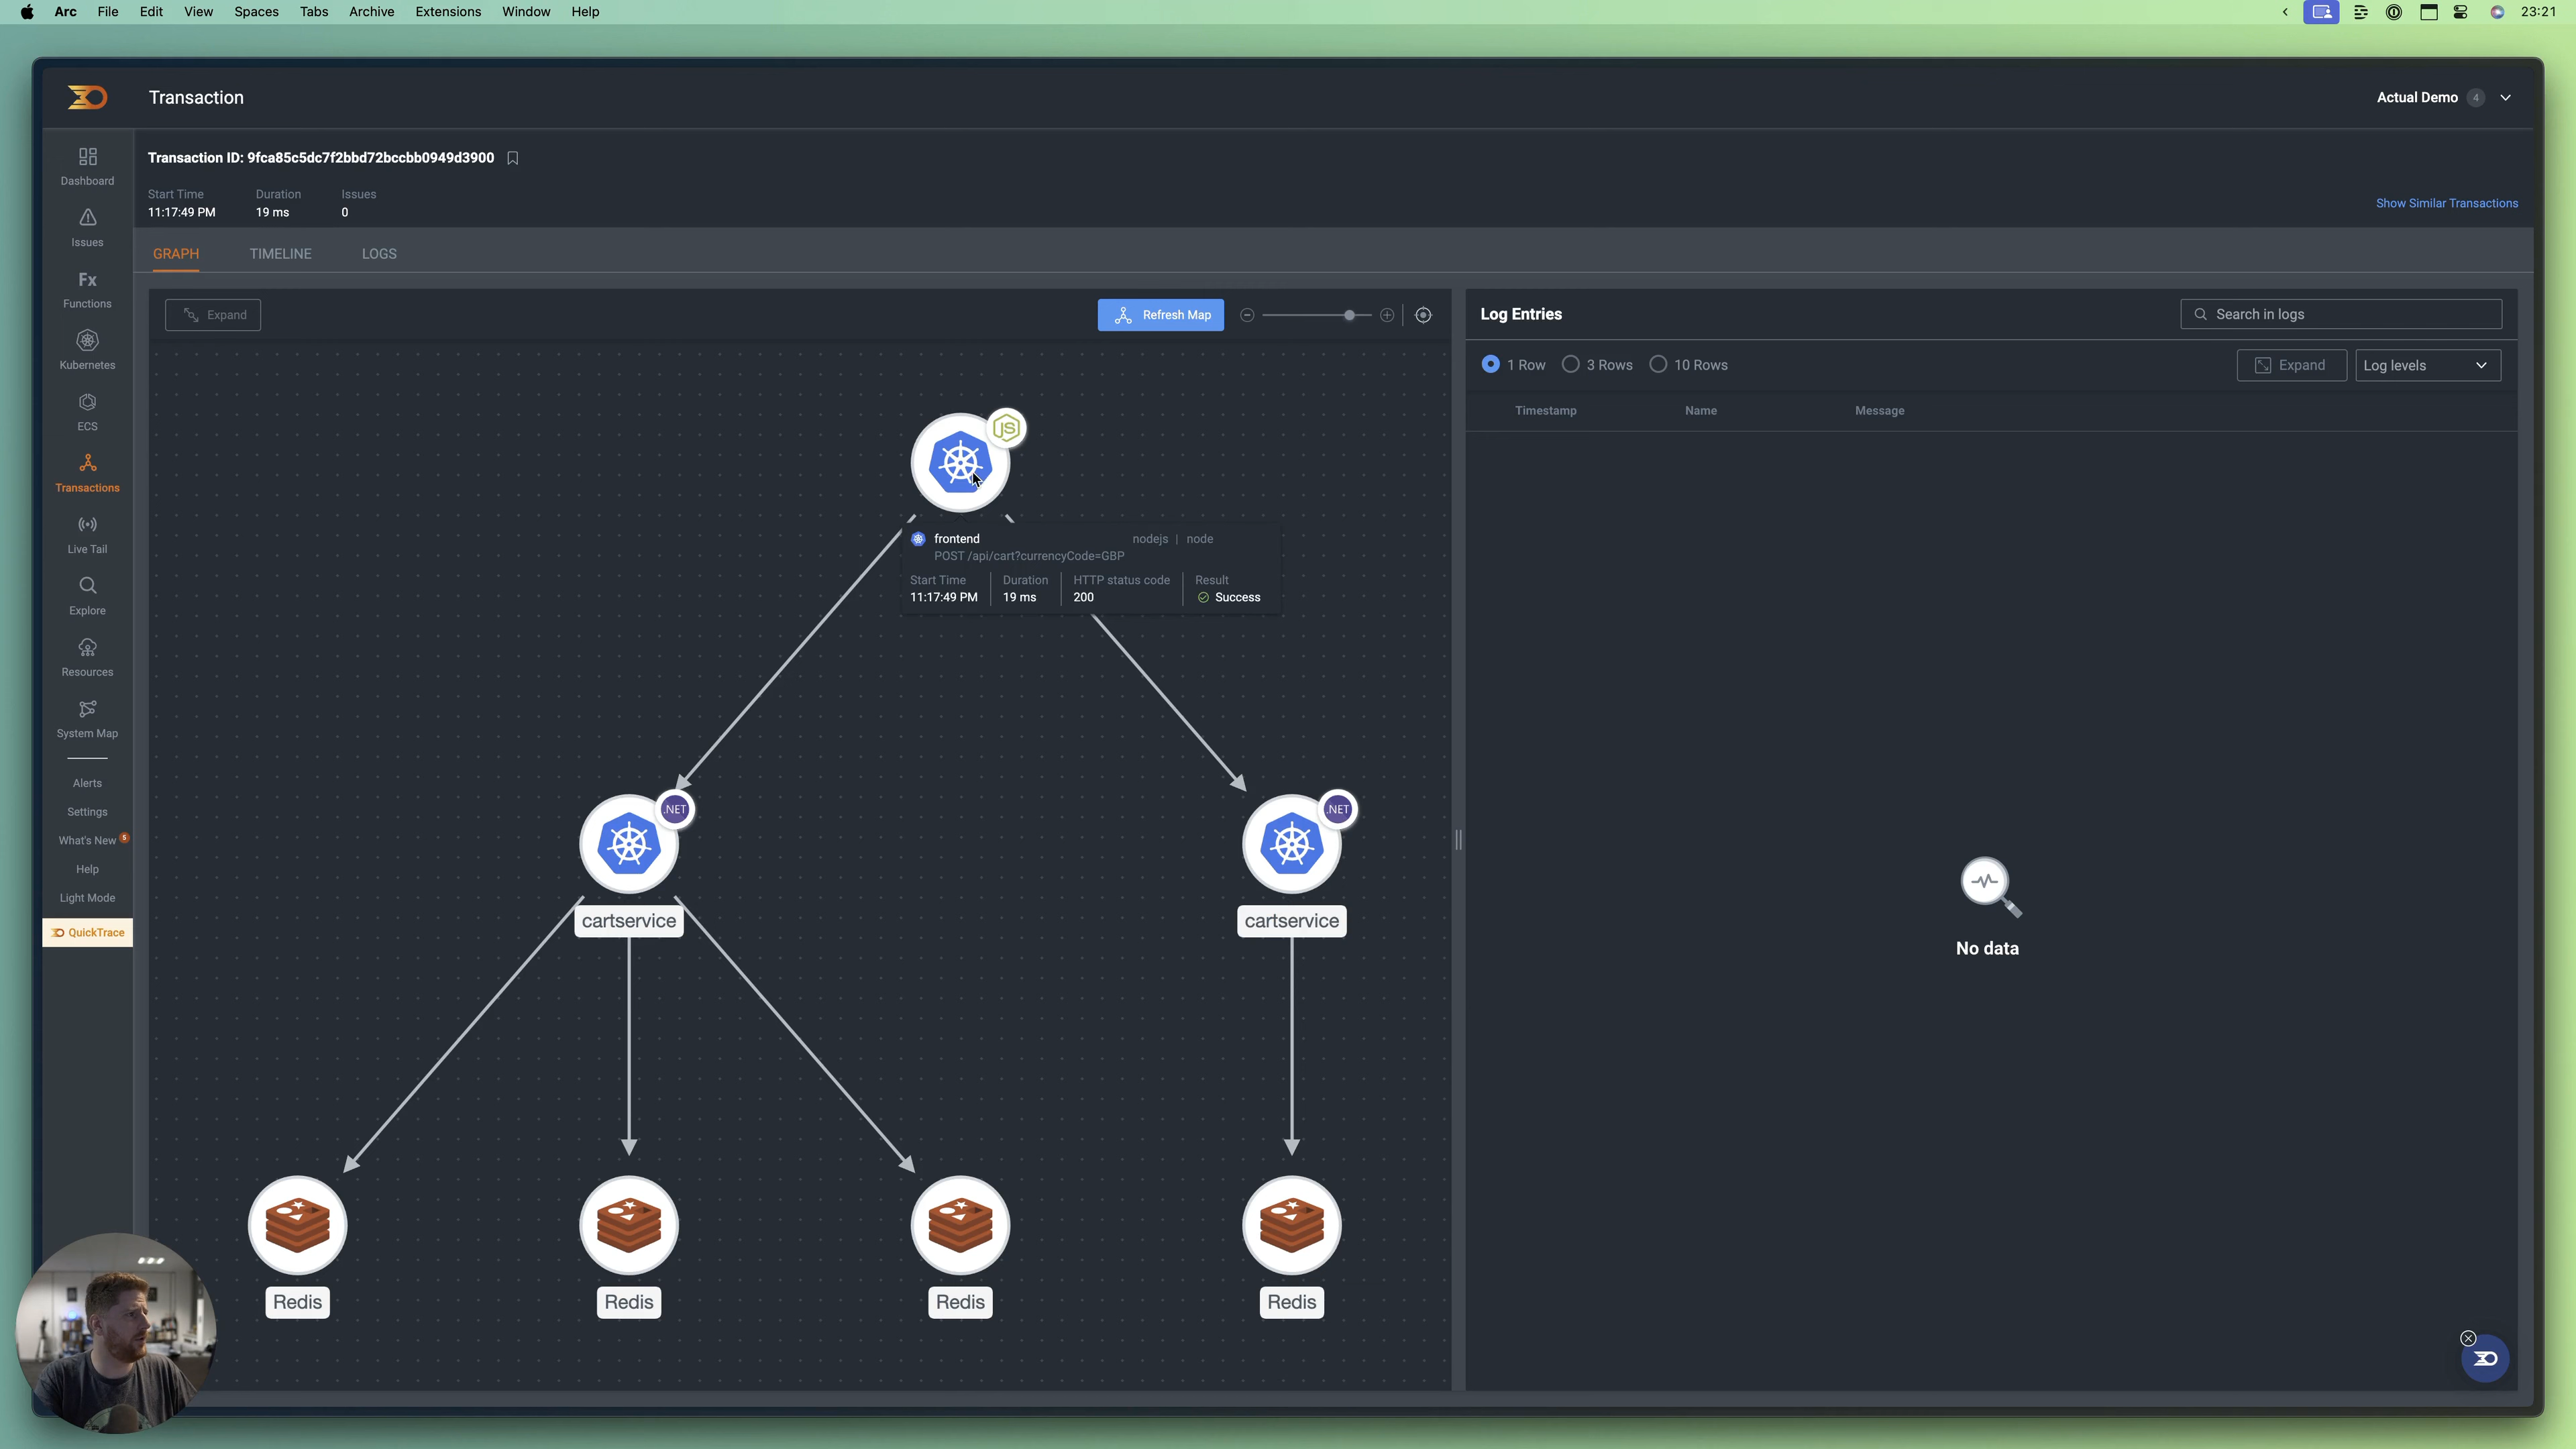 Arc File Edit View Spaces Tabs Archive Extensions Window Help 23:21
Transaction
Actual Demo 4
Transaction ID: 9fca85c5dc7f2bbd72bccbb0949d3900
Start Time Duration Issues
11:17:49 PM 19 ms 0
Show Similar Transactions
Dashboard
Issues
Fx
Functions
Kubernetes
ECS
Transactions
Live Tail
Explore
Resources
System Map
Alerts
Settings
What's New 5
Help
Light Mode
QuickTrace
GRAPH TIMELINE LOGS
Expand
Refresh Map
JS
frontend nodejs | node
POST /api/cart?currencyCode=GBP
Start Time Duration HTTP status code Result
11:17:49 PM 19 ms 200 Success
.NET
.NET
cartservice
cartservice
Redis
Redis
Redis
Redis
Log Entries
Search in logs
1 Row 3 Rows 10 Rows
Expand
Log levels
Timestamp Name Message
No data